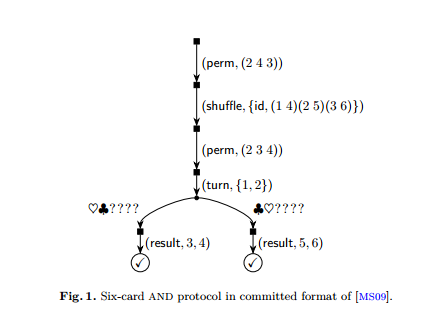 (perm, (2 4 3))
(shuffle, {id, (1 4)(2 5)(3 6)})
(perm, (2 3 4))
(turn, {1, 2})
♡♣???? ♣♡????
(result, 3, 4) (result, 5, 6)
✓ ✓
Fig. 1. Six-card AND protocol in committed format of [MS09].